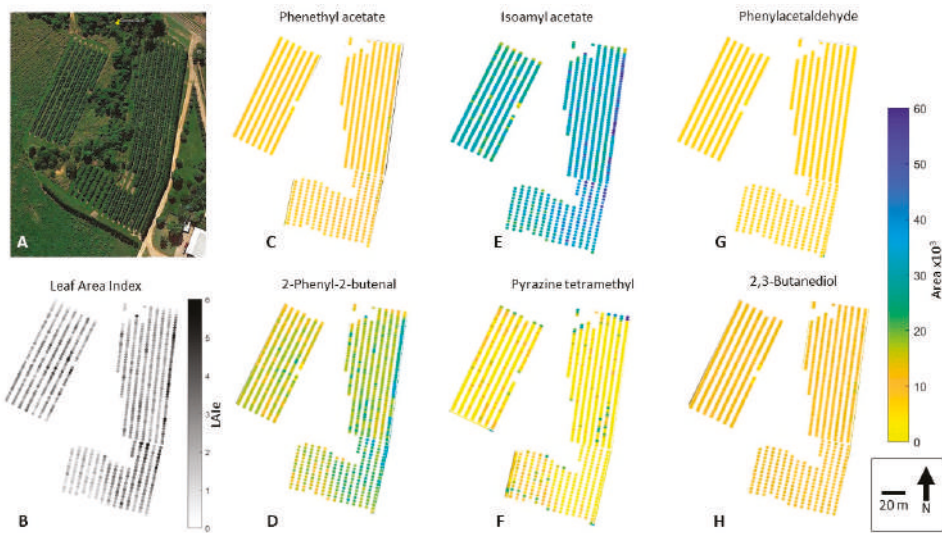 Phenethyl acetate
Isoamyl acetate
Phenylacetaldehyde
A
C
E
G
60
50
40
30
20
10
0
Area x10³
Leaf Area Index
2-Phenyl-2-butenal
Pyrazine tetramethyl
2,3-Butanediol
6
5
4
3
2
1
0
LAIe
B
D
F
H
20 m
N